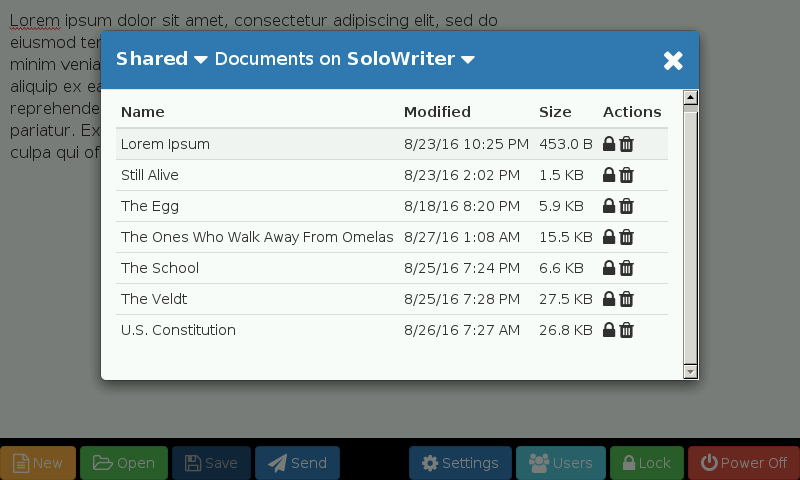 Lorem ipsum dolor sit amet, consectetur adipiscing elit, sed do
eiusmod
minim
aliquip ex
pariatur. Ex
culpa qui
Shared Documents on SoloWriter
Name Modified Size Actions
Lorem Ipsum 8/23/16 10:25 PM 453.0 B
Still Alive 8/23/16 2:02 PM 1.5 KB
The Egg 8/18/16 8:20 PM 5.9 KB
The Ones Who Walk Away From Omelas 8/27/16 1:08 AM 15.5 KB
The School 8/25/16 7:24 PM 6.6 KB
The Veldt 8/25/16 7:28 PM 27.5 KB
U.S. Constitution 8/26/16 7:27 AM 26.8 KB
New Open Save Send Settings Users Lock Power Off